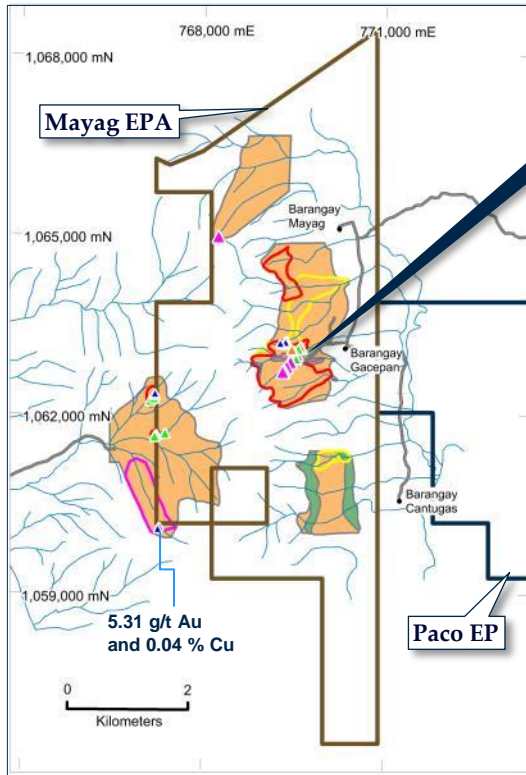 768,000 mE
771,000 mE
1,068,000 mN
Mayag EPA
Barangay
Mayag
1,065,000 mN
Barangay
Gacepan
1,062,000 mN
Barangay
Cantugas
1,059,000 mN
5.31 g/t Au
and 0.04 % Cu
Paco EP
0
2
Kilometers